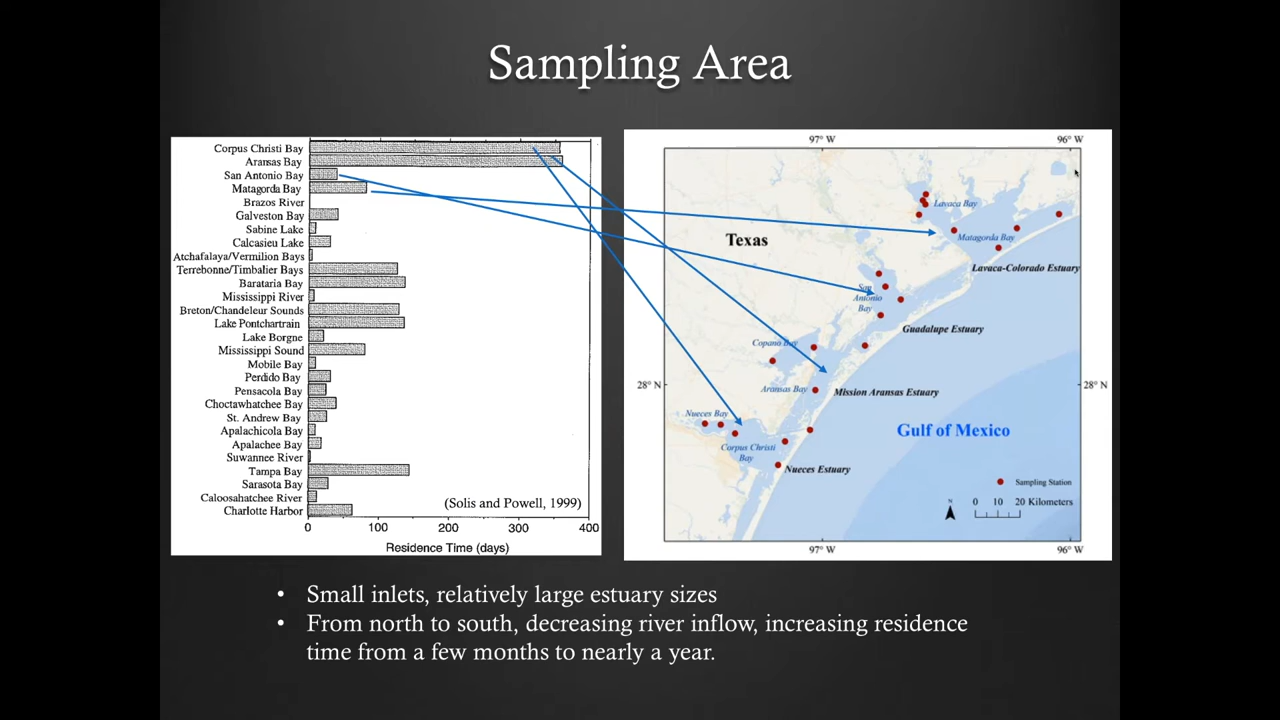 Sampling Area
Corpus Christi Bay
Aransas Bay
San Antonio Bay
Matagorda Bay
Brazos River
Galveston Bay
Sabine Lake
Calcasieu Lake
Atchafalaya/Vermilion Bays
Terrebonne/Timbalier Bays
Barataria Bay
Mississippi River
Breton/Chandeleur Sounds
Lake Pontchartrain
Lake Borgne
Mississippi Sound
Mobile Bay
Perdido Bay
Pensacola Bay
Choctawhatchee Bay
St. Andrew Bay
Apalachicola Bay
Apalachee Bay
Suwannee River
Tampa Bay
Sarasota Bay
Caloosahatchee River
Charlotte Harbor
(Solis and Powell, 1999)
0 100 200 300 400
Residence Time (days)
97° W 96° W
Lavaca Bay
Texas
Matagorda Bay
Lavaca-Colorado Estuary
San
Antonio
Bay
Guadalupe Estuary
Copano Bay
28° N 28° N
Aransas Bay
Mission Aransas Estuary
Nueces Bay
Gulf of Mexico
Corpus Christi
Bay
Nueces Estuary
Sampling Station
N
0 10 20 Kilometers
97° W 96° W
• Small inlets, relatively large estuary sizes
• From north to south, decreasing river inflow, increasing residence
time from a few months to nearly a year.